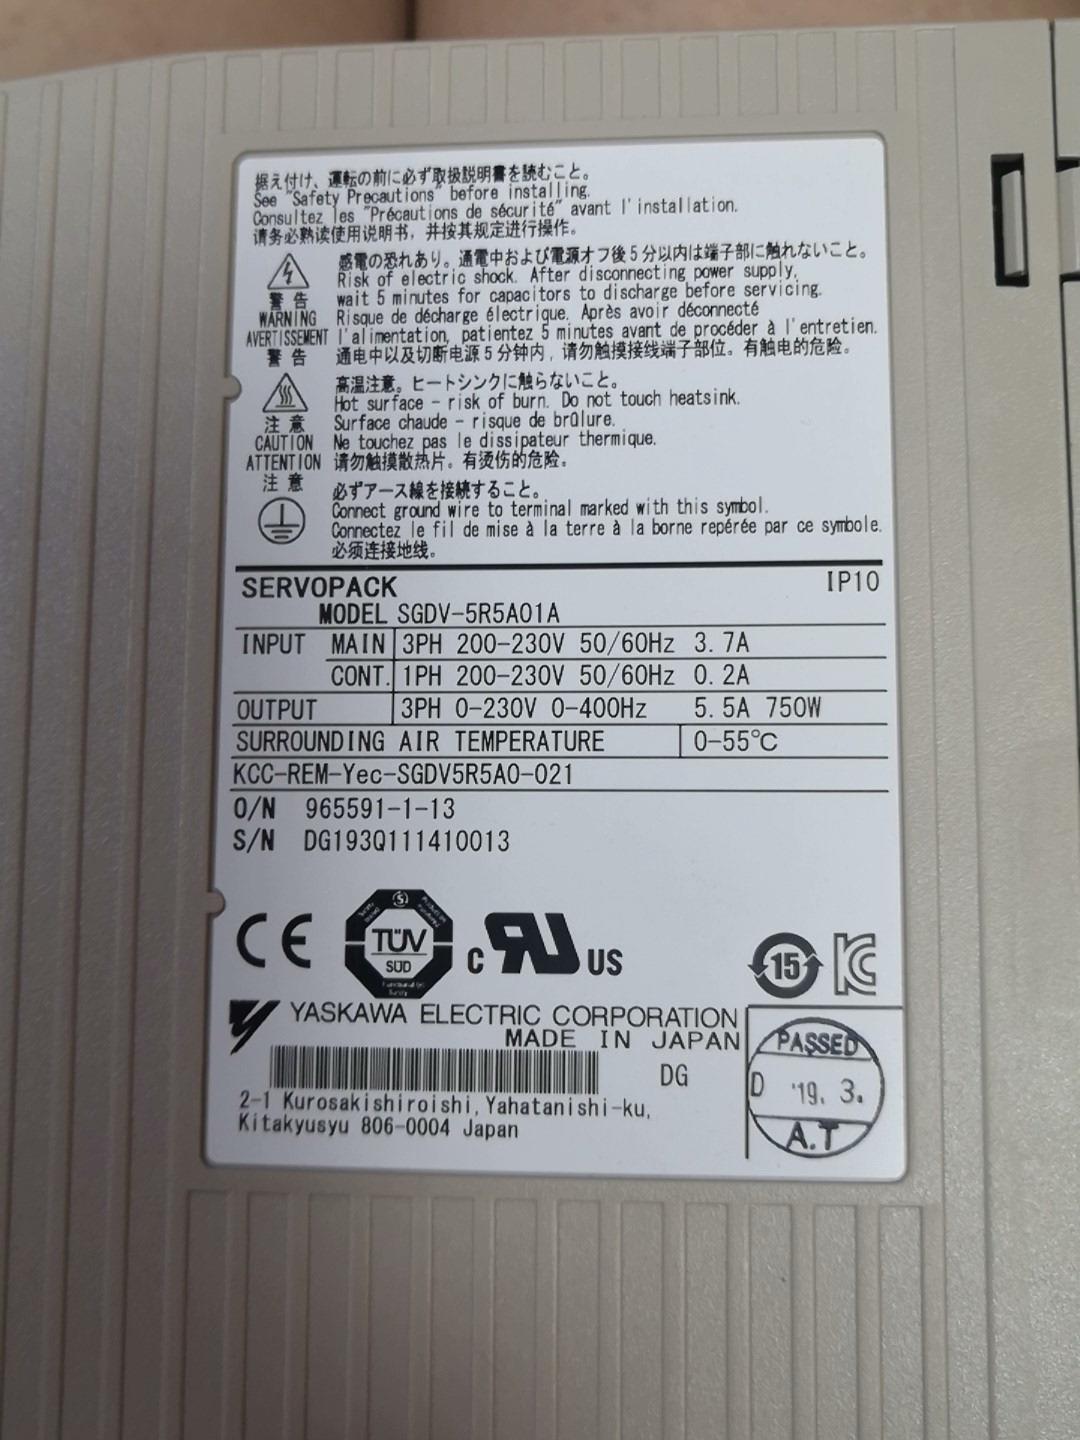 据え付け、運転の前に必ず取扱説明書を読むこと。
See "Safety Precautions" before installing.
Consultez les "Précautions de sécurité" avant l'installation.
请务必熟读使用说明书, 并按其规定进行操作。
感電の恐れあり。通電中および電源オフ後5分以内は端子部に触れないこと。
Risk of electric shock. After disconnecting power supply,
wait 5 minutes for capacitors to discharge before servicing.
Risque de décharge électrique. Après avoir déconnecté
l'alimentation, patientez 5 minutes avant de procéder à l'entretien.
通电中以及切断电源5分钟内, 请勿触摸接线端子部位。有触电的危险。
警告
WARNING
AVERTISSEMENT
警告
高温注意。ヒートシンクに触らないこと。
Hot surface - risk of burn. Do not touch heatsink.
Surface chaude - risque de brûlure.
Ne touchez pas le dissipateur thermique.
请勿触摸散热片。有烫伤的危险。
注意
CAUTION
ATTENTION
注意
必ずアース線を接続すること。
Connect ground wire to terminal marked with this symbol.
Connectez le fil de mise à la terre à la borne repérée par ce symbole.
必须连接地线。
SERVOPACK IP10
MODEL SGDV-5R5A01A
INPUT MAIN 3PH 200-230V 50/60Hz 3.7A
CONT. 1PH 200-230V 50/60Hz 0.2A
OUTPUT 3PH 0-230V 0-400Hz 5.5A 750W
SURROUNDING AIR TEMPERATURE 0-55℃
KCC-REM-Yec-SGDV5R5A0-021
O/N 965591-1-13
S/N DG193Q111410013
CE TÜV SÜD c RU US 15 KC
YASKAWA ELECTRIC CORPORATION
MADE IN JAPAN
DG
2-1 Kurosakishiroishi, Yahatanishi-ku,
Kitakyusyu 806-0004 Japan
PASSED
D '19. 3.
A.T